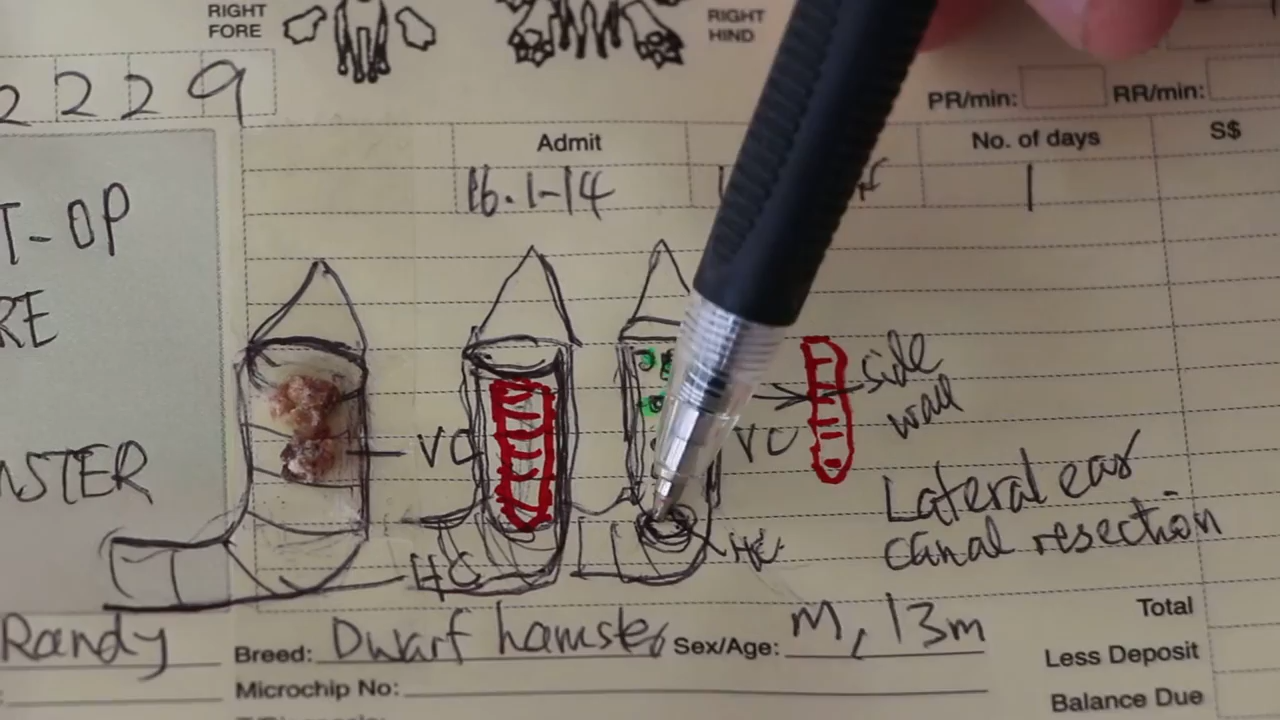 RIGHT
FORE
RIGHT
HIND
2229
PR/min:
RR/min:
Admit
No. of days
S$
16.1-14
1
T-OP
RE
side
wall
VC
VC
NSTER
Lateral ear
canal resection
HC
HC
Total
Randy
Breed: Dwarf hamster
Sex/Age: M, 13m
Less Deposit
Microchip No:
Balance Due